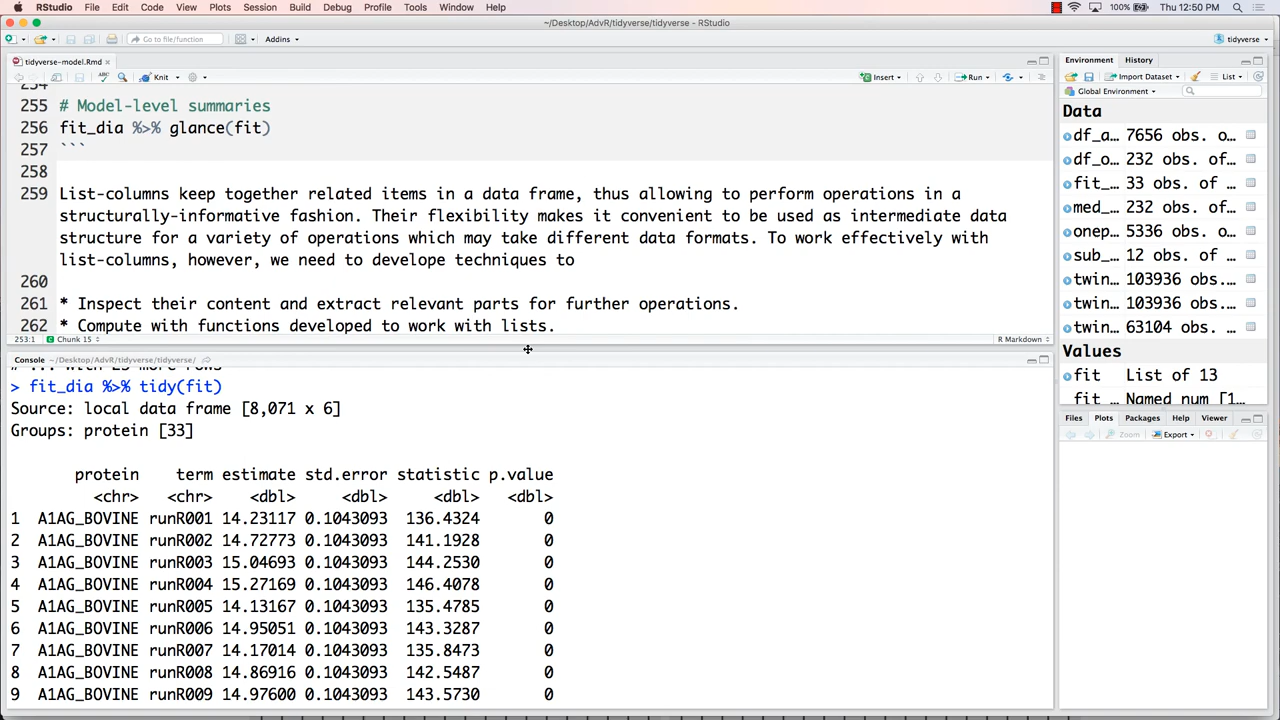 RStudio File Edit Code View Plots Session Build Debug Profile Tools Window Help 100% Thu 12:50 PM
~/Desktop/AdvR/tidyverse/tidyverse - RStudio
Go to file/function Addins tidyverse
tidyverse-model.Rmd
Knit Insert Run
254
255 # Model-level summaries
256 fit_dia %>% glance(fit)
257 ```
258
259 List-columns keep together related items in a data frame, thus allowing to perform operations in a
structurally-informative fashion. Their flexibility makes it convenient to be used as intermediate data
structure for a variety of operations which may take different data formats. To work effectively with
list-columns, however, we need to develope techniques to
260
261 * Inspect their content and extract relevant parts for further operations.
262 * Compute with functions developed to work with lists.
253:1 Chunk 15 R Markdown
Console ~/Desktop/AdvR/tidyverse/tidyverse/
# ... with 23 more rows
> fit_dia %>% tidy(fit)
Source: local data frame [8,071 x 6]
Groups: protein [33]
protein term estimate std.error statistic p.value
<chr> <chr> <dbl> <dbl> <dbl> <dbl>
1 A1AG_BOVINE runR001 14.23117 0.1043093 136.4324 0
2 A1AG_BOVINE runR002 14.72773 0.1043093 141.1928 0
3 A1AG_BOVINE runR003 15.04693 0.1043093 144.2530 0
4 A1AG_BOVINE runR004 15.27169 0.1043093 146.4078 0
5 A1AG_BOVINE runR005 14.13167 0.1043093 135.4785 0
6 A1AG_BOVINE runR006 14.95051 0.1043093 143.3287 0
7 A1AG_BOVINE runR007 14.17014 0.1043093 135.8473 0
8 A1AG_BOVINE runR008 14.86916 0.1043093 142.5487 0
9 A1AG_BOVINE runR009 14.97600 0.1043093 143.5730 0
Environment History
Import Dataset List
Global Environment
Data
df_a… 7656 obs. o…
df_o… 232 obs. of…
fit_… 33 obs. of …
med_… 232 obs. of…
onep… 5336 obs. o…
sub_… 12 obs. of …
twin… 103936 obs.…
twin… 103936 obs.…
twin… 63104 obs. …
Values
fit List of 13
fit_… Named num [1…
Files Plots Packages Help Viewer
Zoom Export